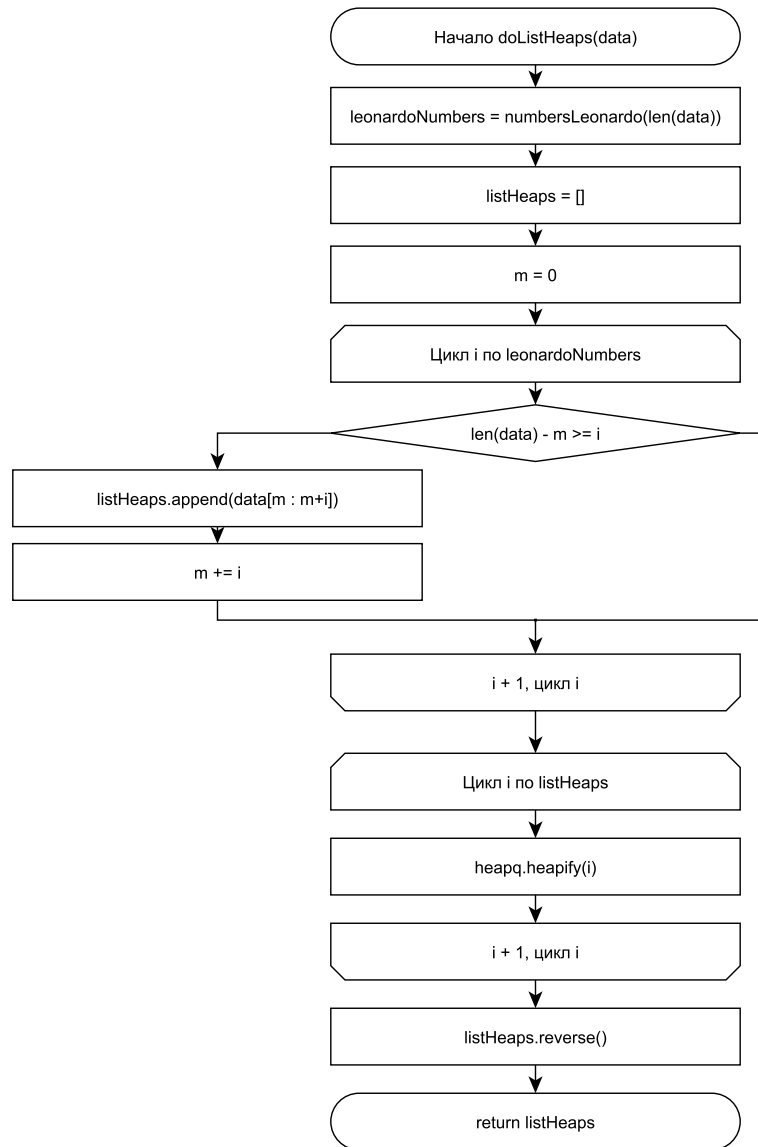 Начало doListHeaps(data)
leonardoNumbers = numbersLeonardo(len(data))
listHeaps = []
m = 0
Цикл i по leonardoNumbers
len(data) - m >= i
listHeaps.append(data[m : m+i])
m += i
i + 1, цикл i
Цикл i по listHeaps
heapq.heapify(i)
i + 1, цикл i
listHeaps.reverse()
return listHeaps